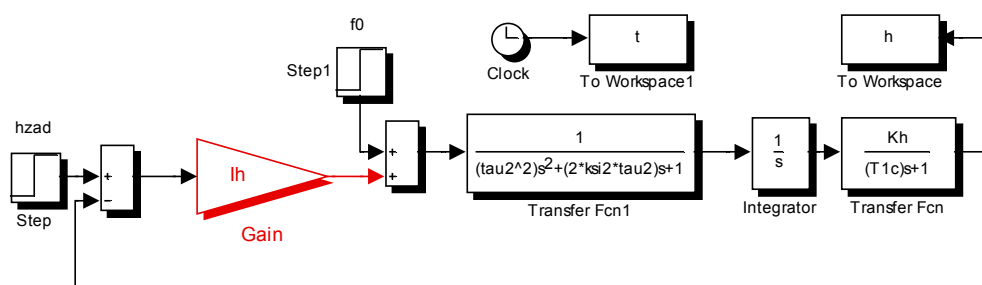 f0
Step1
Clock
t
To Workspace1
h
To Workspace
hzad
Step
+
−
Ih
Gain
+
+
1
(tau2^2)s²+(2*ksi2*tau2)s+1
Transfer Fcn1
1
s
Integrator
Kh
(T1c)s+1
Transfer Fcn